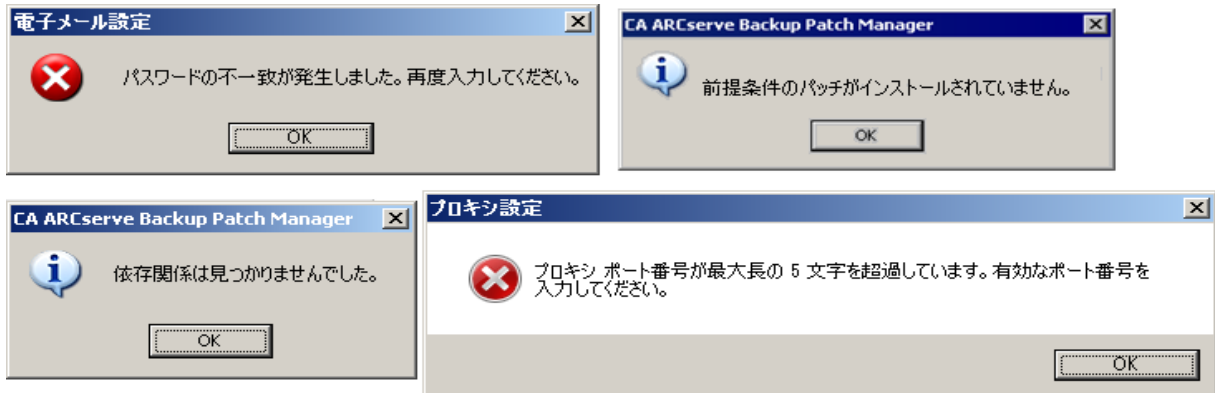 電子メール設定
パスワードの不一致が発生しました。再度入力してください。
OK
CA ARCserve Backup Patch Manager
前提条件のパッチがインストールされていません。
OK
CA ARCserve Backup Patch Manager
依存関係は見つかりませんでした。
OK
プロキシ設定
プロキシ ポート番号が最大長の 5 文字を超過しています。有効なポート番号を
入力してください。
OK